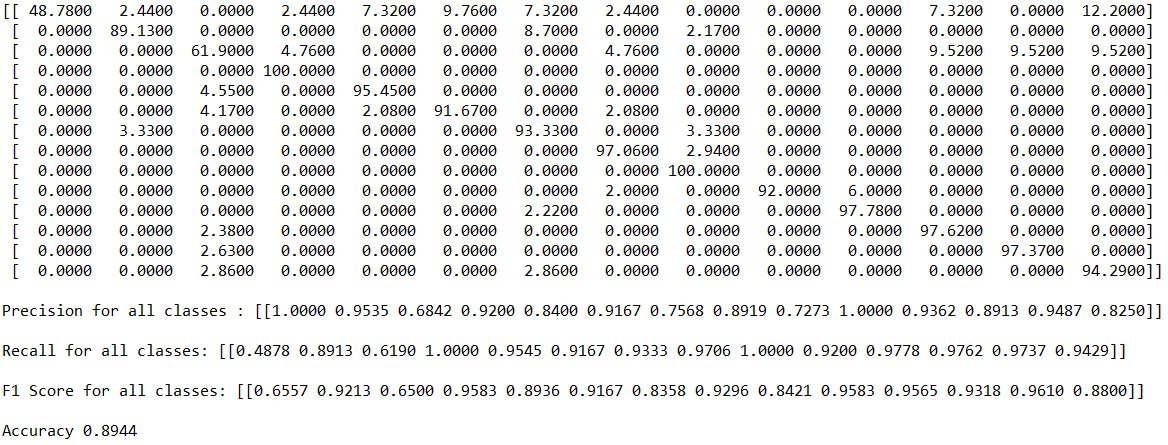 [[ 48.7800 2.4400 0.0000 2.4400 7.3200 9.7600 7.3200 2.4400 0.0000 0.0000 0.0000 7.3200 0.0000 12.2000]
[ 0.0000 89.1300 0.0000 0.0000 0.0000 0.0000 8.7000 0.0000 2.1700 0.0000 0.0000 0.0000 0.0000 0.0000]
[ 0.0000 0.0000 61.9000 4.7600 0.0000 0.0000 0.0000 4.7600 0.0000 0.0000 0.0000 9.5200 9.5200 9.5200]
[ 0.0000 0.0000 0.0000 100.0000 0.0000 0.0000 0.0000 0.0000 0.0000 0.0000 0.0000 0.0000 0.0000 0.0000]
[ 0.0000 0.0000 4.5500 0.0000 95.4500 0.0000 0.0000 0.0000 0.0000 0.0000 0.0000 0.0000 0.0000 0.0000]
[ 0.0000 0.0000 4.1700 0.0000 2.0800 91.6700 0.0000 2.0800 0.0000 0.0000 0.0000 0.0000 0.0000 0.0000]
[ 0.0000 3.3300 0.0000 0.0000 0.0000 0.0000 93.3300 0.0000 3.3300 0.0000 0.0000 0.0000 0.0000 0.0000]
[ 0.0000 0.0000 0.0000 0.0000 0.0000 0.0000 0.0000 97.0600 2.9400 0.0000 0.0000 0.0000 0.0000 0.0000]
[ 0.0000 0.0000 0.0000 0.0000 0.0000 0.0000 0.0000 0.0000 100.0000 0.0000 0.0000 0.0000 0.0000 0.0000]
[ 0.0000 0.0000 0.0000 0.0000 0.0000 0.0000 0.0000 2.0000 0.0000 92.0000 6.0000 0.0000 0.0000 0.0000]
[ 0.0000 0.0000 0.0000 0.0000 0.0000 0.0000 2.2200 0.0000 0.0000 0.0000 97.7800 0.0000 0.0000 0.0000]
[ 0.0000 0.0000 2.3800 0.0000 0.0000 0.0000 0.0000 0.0000 0.0000 0.0000 0.0000 97.6200 0.0000 0.0000]
[ 0.0000 0.0000 2.6300 0.0000 0.0000 0.0000 0.0000 0.0000 0.0000 0.0000 0.0000 0.0000 97.3700 0.0000]
[ 0.0000 0.0000 2.8600 0.0000 0.0000 0.0000 2.8600 0.0000 0.0000 0.0000 0.0000 0.0000 0.0000 94.2900]]
Precision for all classes : [[1.0000 0.9535 0.6842 0.9200 0.8400 0.9167 0.7568 0.8919 0.7273 1.0000 0.9362 0.8913 0.9487 0.8250]]
Recall for all classes: [[0.4878 0.8913 0.6190 1.0000 0.9545 0.9167 0.9333 0.9706 1.0000 0.9200 0.9778 0.9762 0.9737 0.9429]]
F1 Score for all classes: [[0.6557 0.9213 0.6500 0.9583 0.8936 0.9167 0.8358 0.9296 0.8421 0.9583 0.9565 0.9318 0.9610 0.8800]]
Accuracy 0.8944